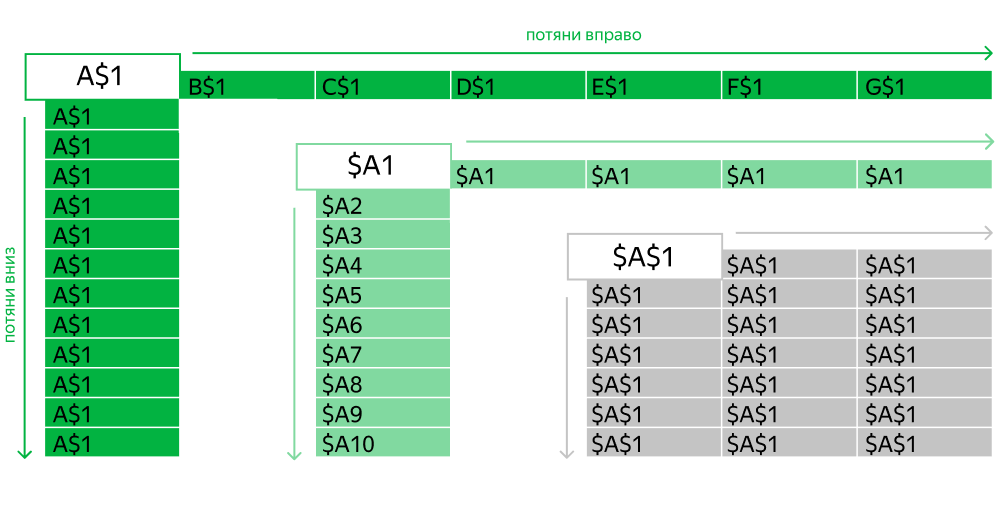 потяни вправо
A$1
B$1 C$1 D$1 E$1 F$1 G$1
A$1
A$1
$A1
A$1 $A1 $A1 $A1 $A1
A$1 $A2
A$1 $A3
$A$1
A$1 $A4 $A$1 $A$1
A$1 $A5 $A$1 $A$1 $A$1
A$1 $A6 $A$1 $A$1 $A$1
A$1 $A7 $A$1 $A$1 $A$1
A$1 $A8 $A$1 $A$1 $A$1
A$1 $A9 $A$1 $A$1 $A$1
A$1 $A10 $A$1 $A$1 $A$1
потяни вниз